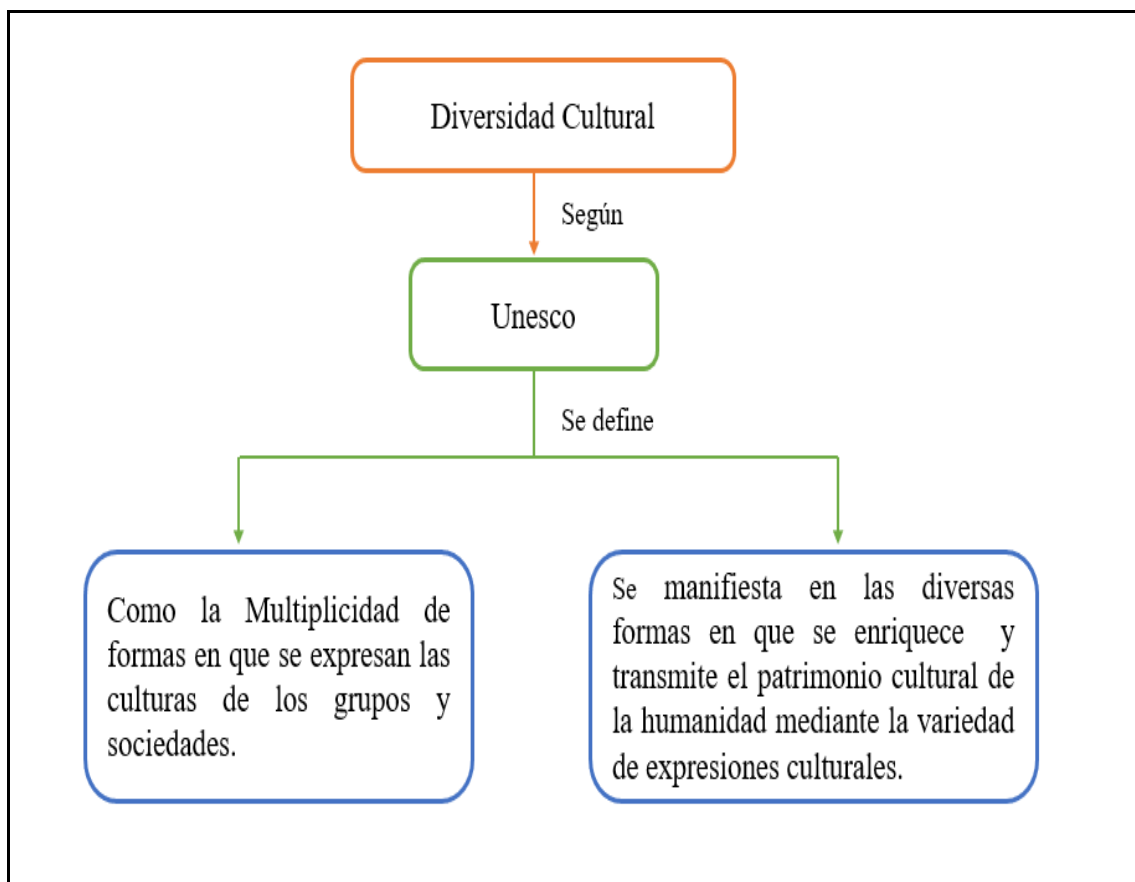 Diversidad Cultural
Según
Unesco
Se define
Como la Multiplicidad de
formas en que se expresan las
culturas de los grupos y
sociedades.
Se manifiesta en las diversas
formas en que se enriquece y
transmite el patrimonio cultural de
la humanidad mediante la variedad
de expresiones culturales.